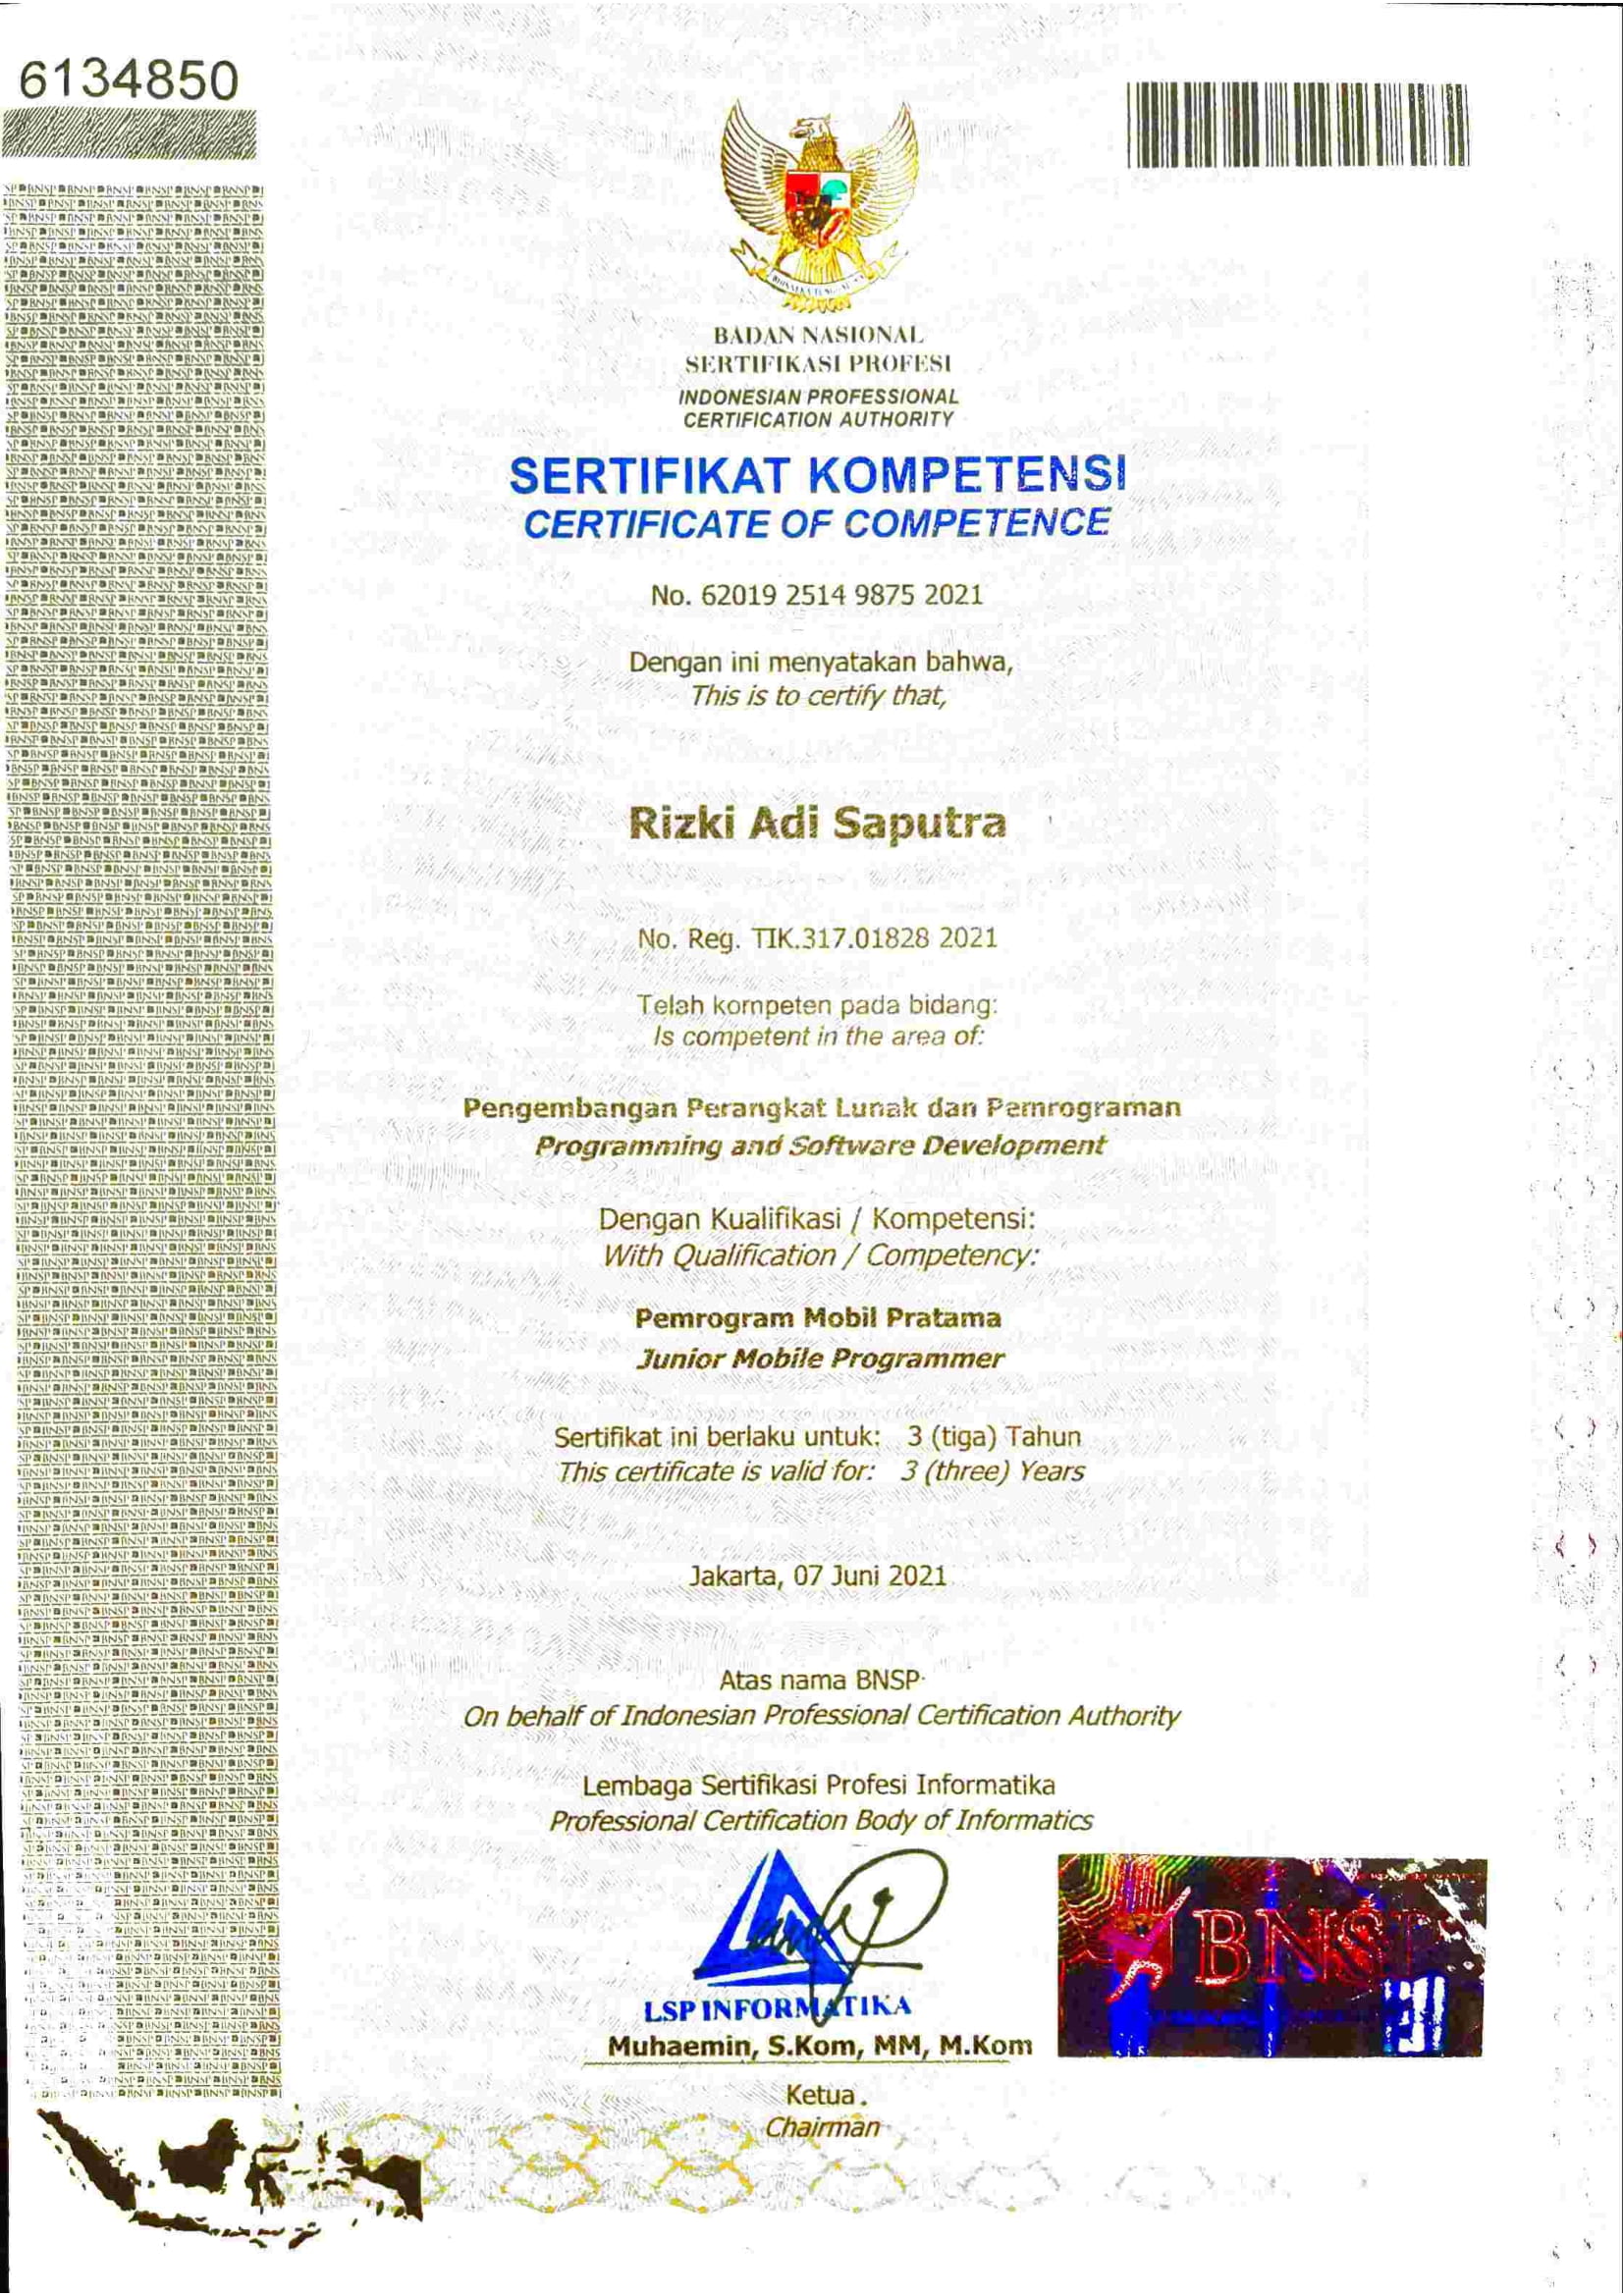 6134850
BADAN NASIONAL
SERTIFIKASI PROFESI
INDONESIAN PROFESSIONAL
CERTIFICATION AUTHORITY
SERTIFIKAT KOMPETENSI
CERTIFICATE OF COMPETENCE
No. 62019 2514 9875 2021
Dengan ini menyatakan bahwa,
This is to certify that,
Rizki Adi Saputra
No. Reg. TIK.317.01828 2021
Telah kompeten pada bidang:
Is competent in the area of:
Pengembangan Perangkat Lunak dan Pemrograman
Programming and Software Development
Dengan Kualifikasi / Kompetensi:
With Qualification / Competency:
Pemrogram Mobil Pratama
Junior Mobile Programmer
Sertifikat ini berlaku untuk: 3 (tiga) Tahun
This certificate is valid for: 3 (three) Years
Jakarta, 07 Juni 2021
Atas nama BNSP
On behalf of Indonesian Professional Certification Authority
Lembaga Sertifikasi Profesi Informatika
Professional Certification Body of Informatics
LSP INFORMATIKA
BNSP
Muhaemin, S.Kom, MM, M.Kom
Ketua
Chairman